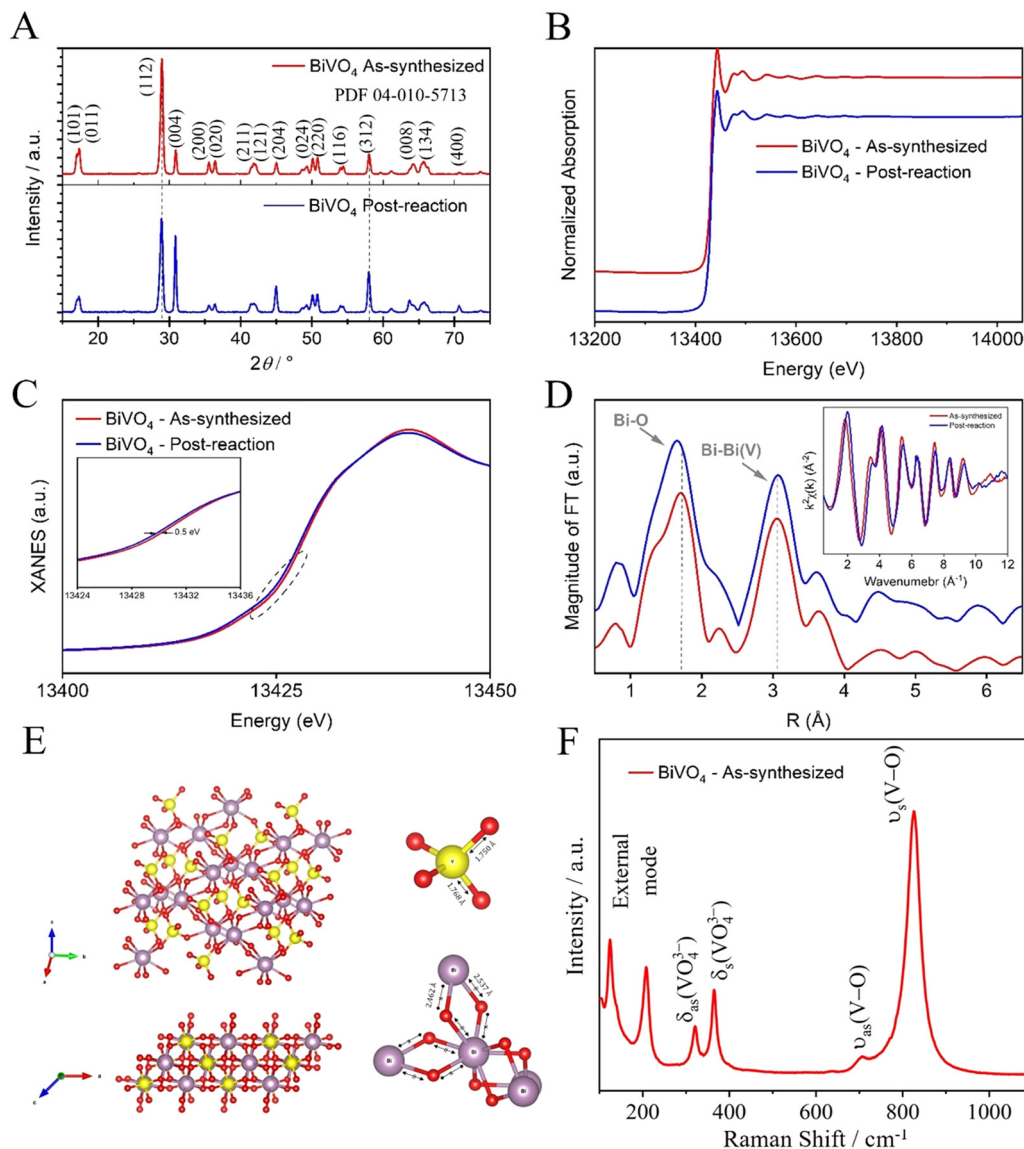 A
BiVO4 As-synthesized
PDF 04-010-5713
(101)
(011)
(112)
(004)
(200)
(020)
(211)
(121)
(204)
(024)
(220)
(116)
(312)
(008)
(134)
(400)
BiVO4 Post-reaction
Intensity / a.u.
20 30 40 50 60 70
2θ / °
B
Normalized Absorption
BiVO4 - As-synthesized
BiVO4 - Post-reaction
13200 13400 13600 13800 14000
Energy (eV)
C
BiVO4 - As-synthesized
BiVO4 - Post-reaction
XANES (a.u.)
0.5 eV
13424 13428 13432 13436
13400 13425 13450
Energy (eV)
D
Bi-O
Bi-Bi(V)
Magnitude of FT (a.u.)
As-synthesized
Post-reaction
k²χ(k) (Å⁻²)
2 4 6 8 10 12
Wavenumebr (Å⁻¹)
1 2 3 4 5 6
R (Å)
E
c
b
a
1.750 Å
V
1.768 Å
c
a
Bi
2.462 Å
2.537 Å
Bi
Bi
Bi
F
BiVO4 - As-synthesized
Intensity / a.u.
External
mode
δas(VO4³⁻)
δs(VO4³⁻)
υas(V–O)
υs(V–O)
200 400 600 800 1000
Raman Shift / cm⁻¹